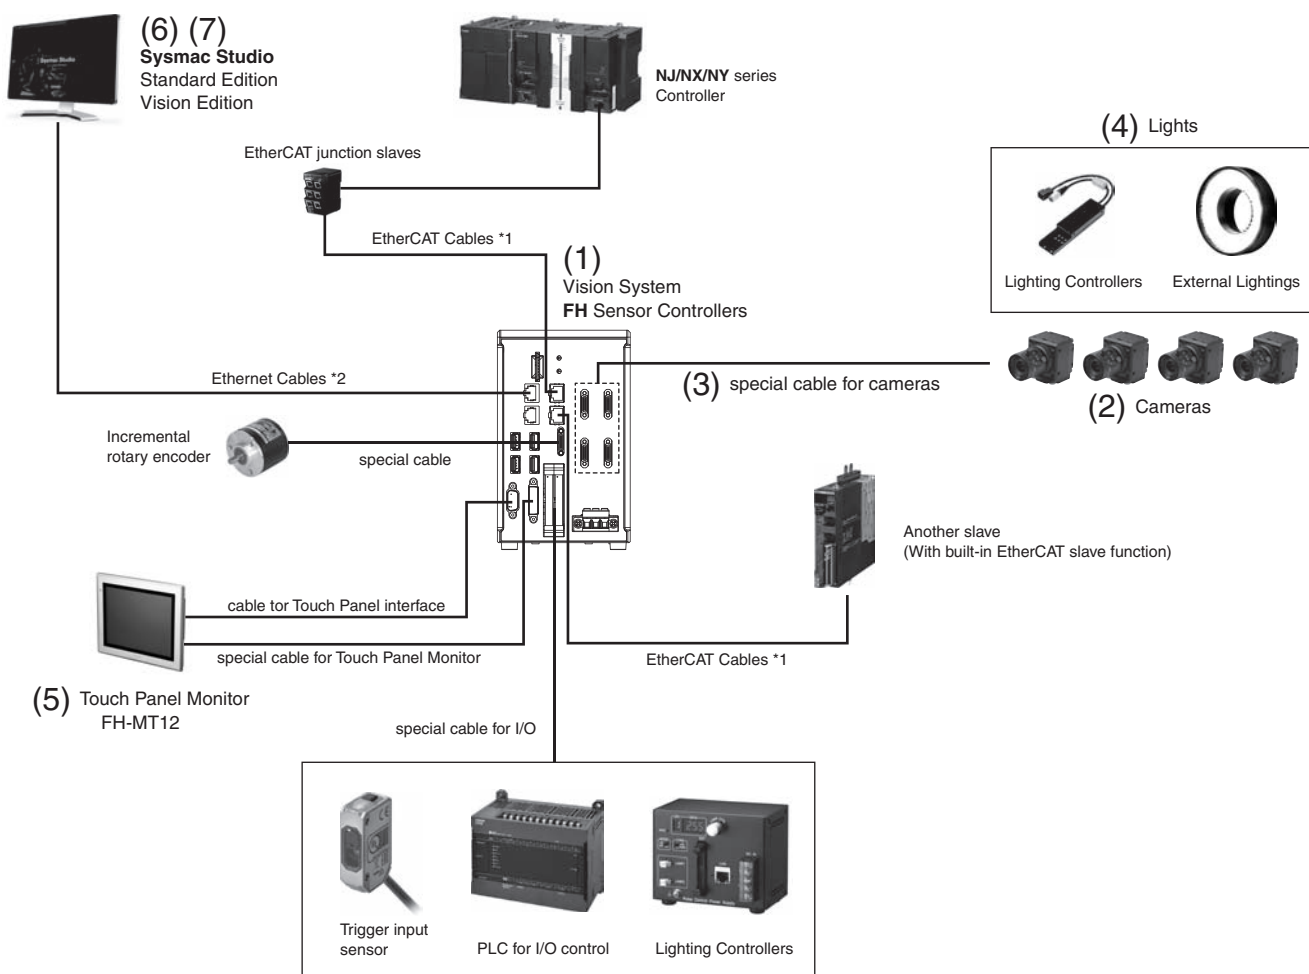 (6) (7)
Sysmac Studio
Standard Edition
Vision Edition
Sysmac Studio
NJ/NX/NY series
Controller
(4) Lights
EtherCAT junction slaves
EtherCAT Cables *1
Lighting Controllers
External Lightings
(1)
Vision System
FH Sensor Controllers
Ethernet Cables *2
(3) special cable for cameras
(2) Cameras
Incremental
rotary encoder
special cable
Another slave
(With built-in EtherCAT slave function)
cable tor Touch Panel interface
special cable for Touch Panel Monitor
EtherCAT Cables *1
(5) Touch Panel Monitor
FH-MT12
special cable for I/O
Trigger input
sensor
PLC for I/O control
Lighting Controllers